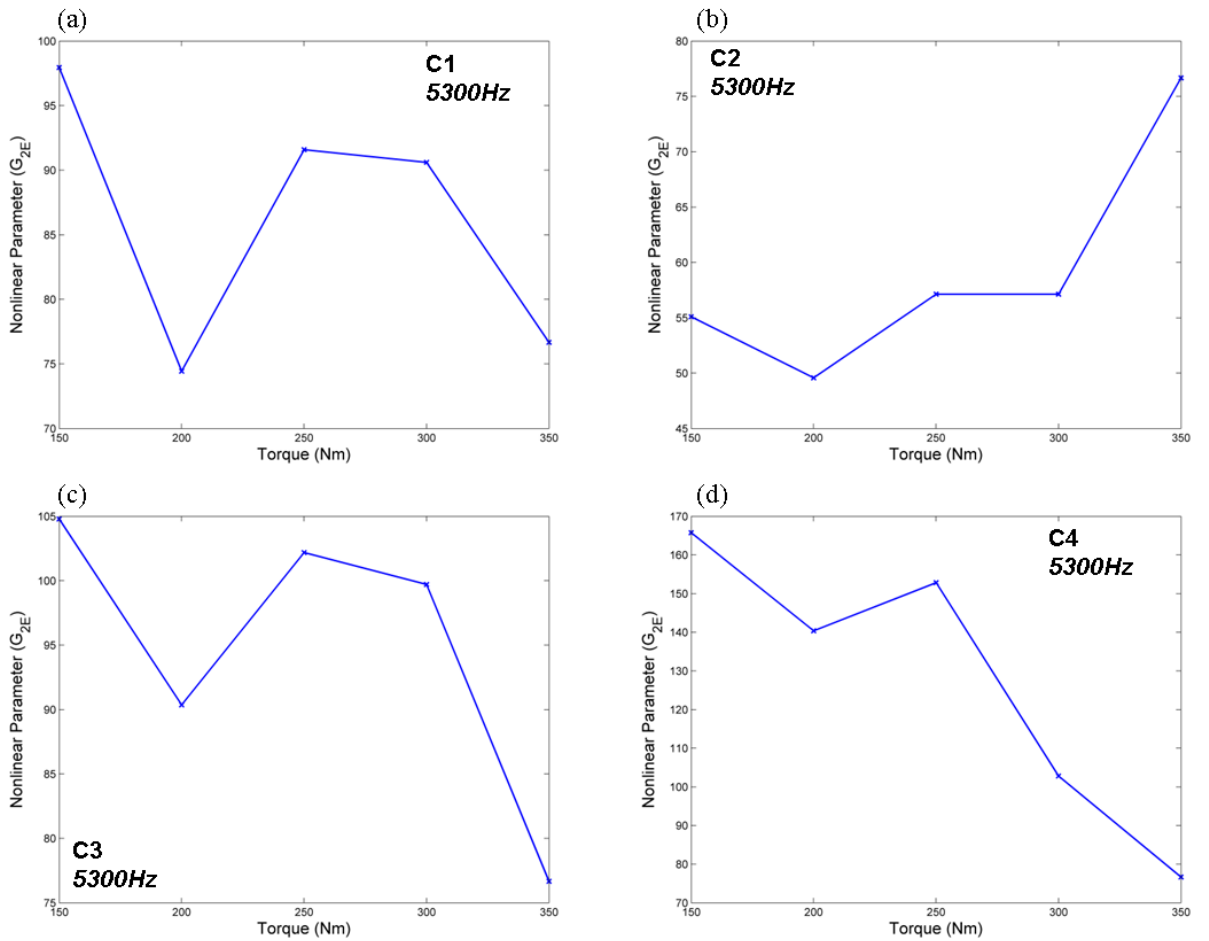 (a)
C1
5300Hz
100
95
90
85
80
75
70
150
200
250
300
350
Nonlinear Parameter (G2E)
Torque (Nm)
(b)
C2
5300Hz
80
75
70
65
60
55
50
45
150
200
250
300
350
Nonlinear Parameter (G2E)
Torque (Nm)
(c)
105
100
95
90
85
80
75
C3
5300Hz
150
200
250
300
350
Nonlinear Parameter (G2E)
Torque (Nm)
(d)
C4
5300Hz
170
160
150
140
130
120
110
100
90
80
70
150
200
250
300
350
Nonlinear Parameter (G2E)
Torque (Nm)